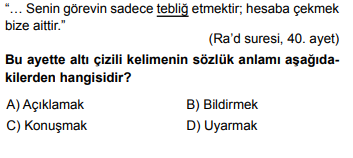 “... Senin görevin sadece tebliğ etmektir; hesaba çekmek
bize aittir.”
(Ra’d suresi, 40. ayet)
Bu ayette altı çizili kelimenin sözlük anlamı aşağıda-
kilerden hangisidir?
A) Açıklamak B) Bildirmek
C) Konuşmak D) Uyarmak